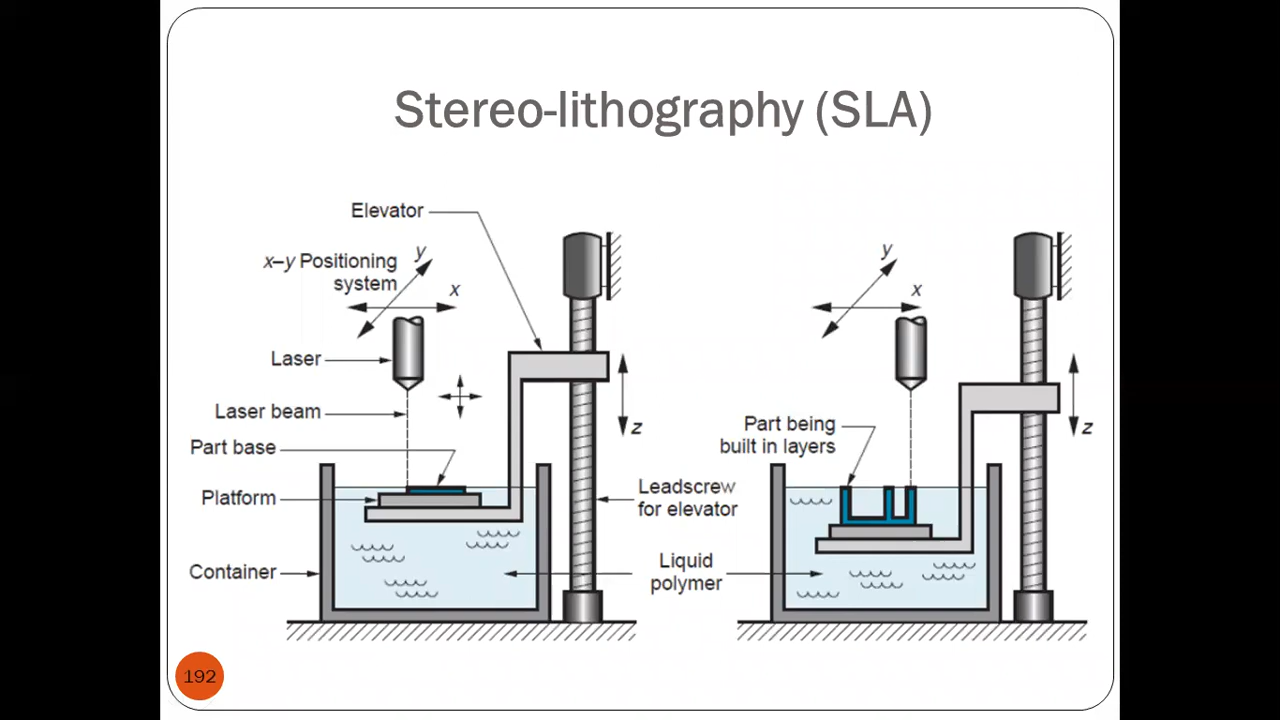 Stereo-lithography (SLA)
Elevator
x–y Positioning
system
y
x
Laser
Laser beam
Part base
Platform
Container
z
Leadscrew
for elevator
Liquid
polymer
y
x
Part being
built in layers
z
192